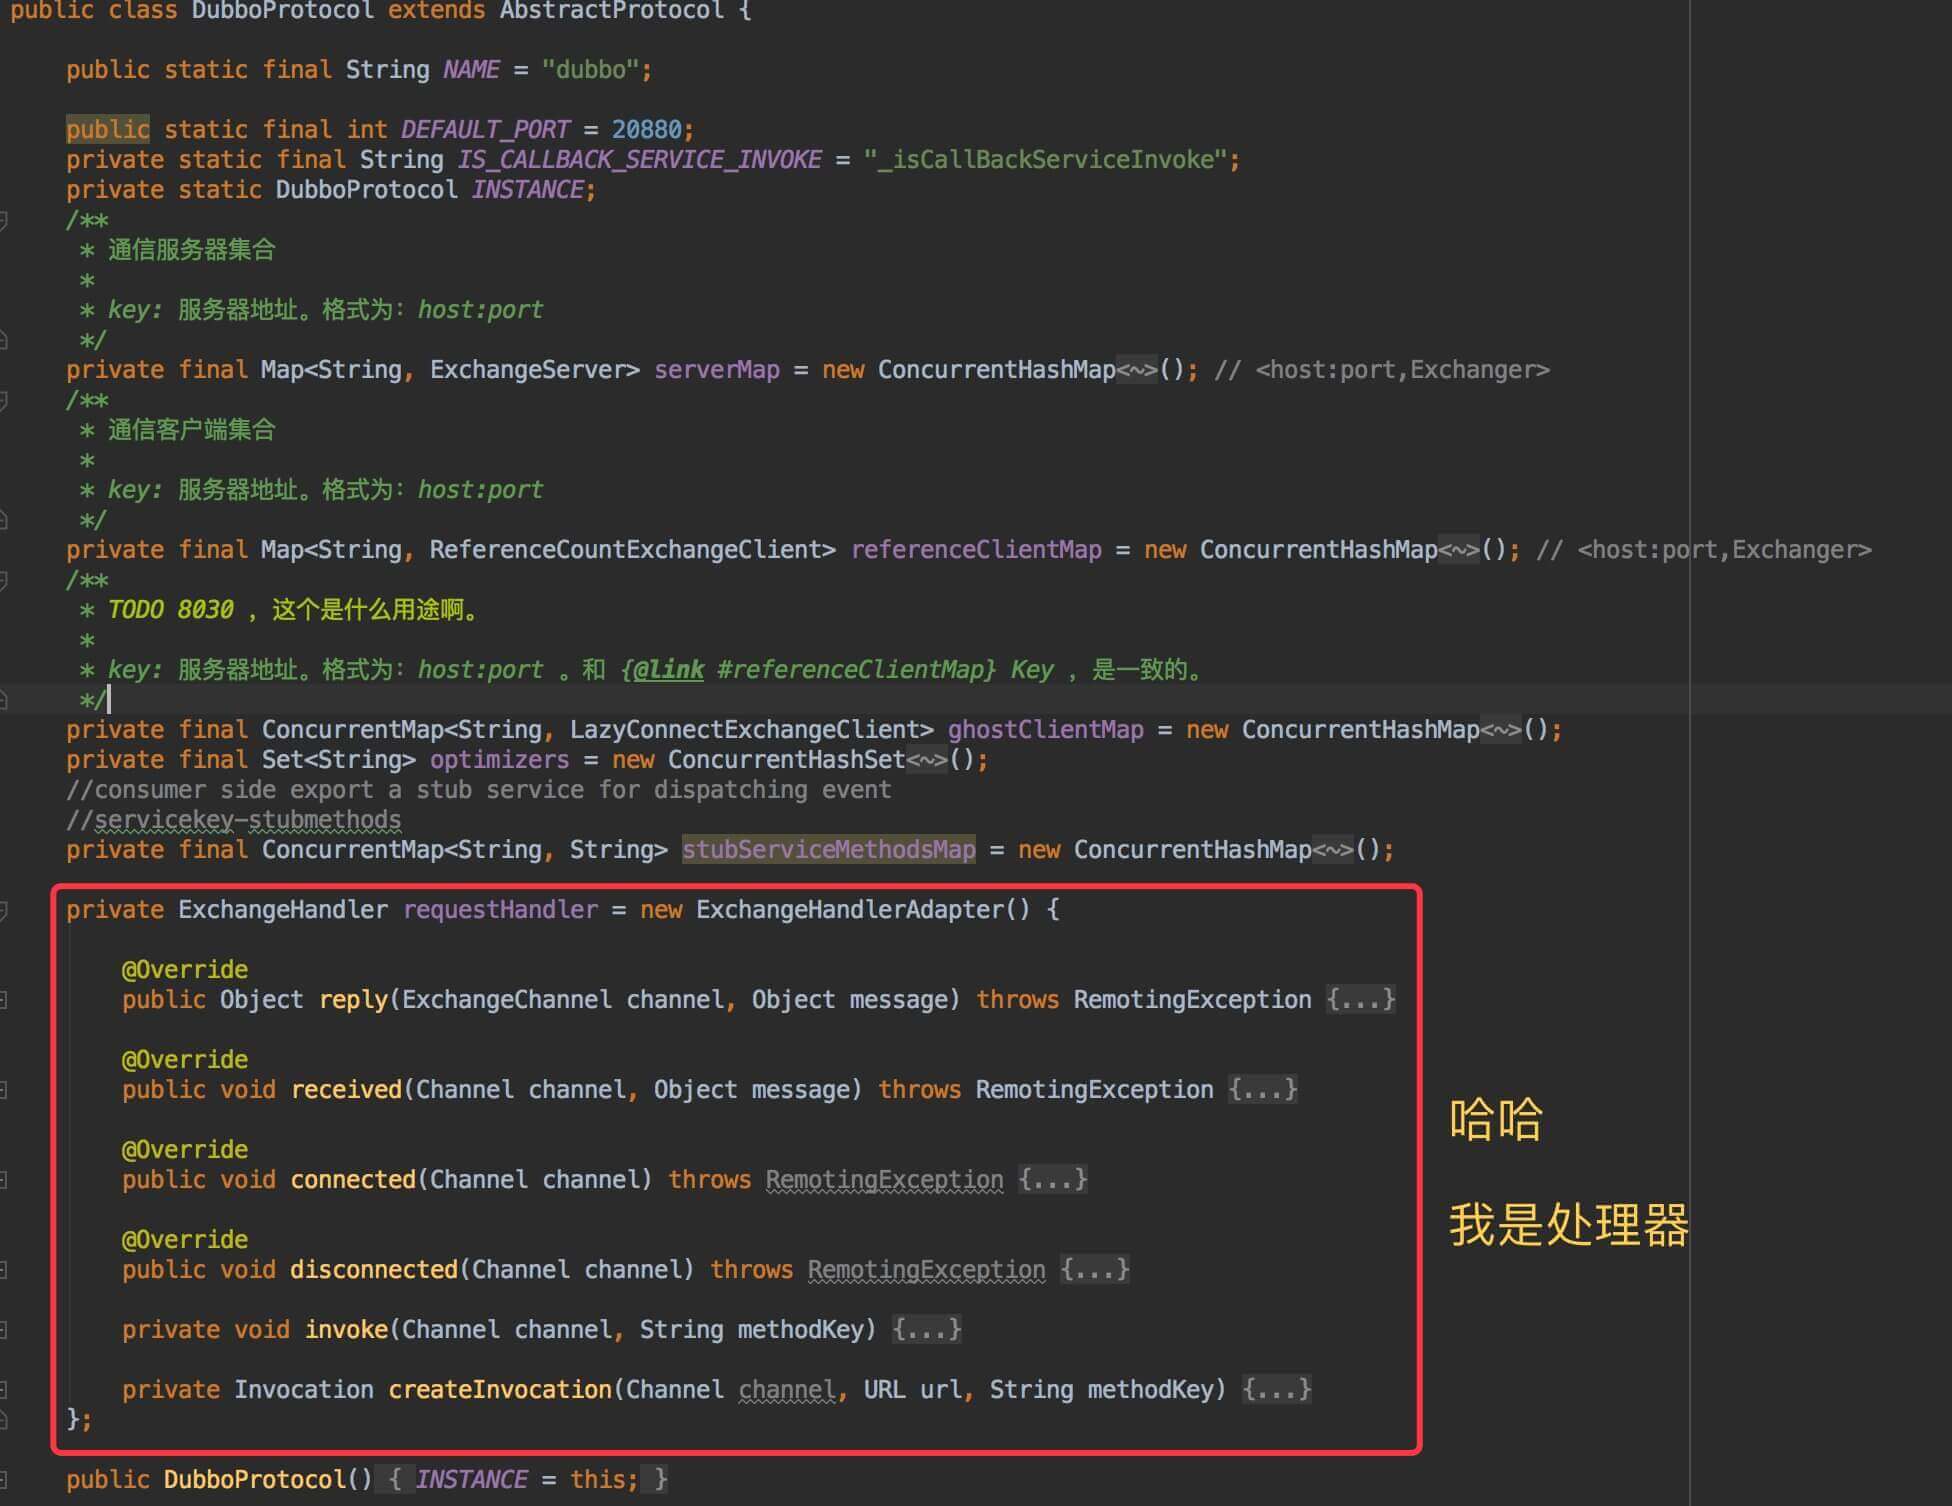 public class DubboProtocol extends AbstractProtocol {
public static final String NAME = "dubbo";
public static final int DEFAULT_PORT = 20880;
private static final String IS_CALLBACK_SERVICE_INVOKE = "_isCallBackServiceInvoke";
private static DubboProtocol INSTANCE;
/**
* 通信服务器集合
*
* key: 服务器地址。格式为：host:port
*/
private final Map<String, ExchangeServer> serverMap = new ConcurrentHashMap<~>(); // <host:port,Exchanger>
/**
* 通信客户端集合
*
* key: 服务器地址。格式为：host:port
*/
private final Map<String, ReferenceCountExchangeClient> referenceClientMap = new ConcurrentHashMap<~>(); // <host:port,Exchanger>
/**
* TODO 8030 ，这个是什么用途啊。
*
* key: 服务器地址。格式为：host:port 。和 {@link #referenceClientMap} Key ，是一致的。
*/
private final ConcurrentMap<String, LazyConnectExchangeClient> ghostClientMap = new ConcurrentHashMap<~>();
private final Set<String> optimizers = new ConcurrentHashSet<~>();
//consumer side export a stub service for dispatching event
//servicekey-stubmethods
private final ConcurrentMap<String, String> stubServiceMethodsMap = new ConcurrentHashMap<~>();
private ExchangeHandler requestHandler = new ExchangeHandlerAdapter() {
@Override
public Object reply(ExchangeChannel channel, Object message) throws RemotingException {...}
@Override
public void received(Channel channel, Object message) throws RemotingException {...}
@Override
public void connected(Channel channel) throws RemotingException {...}
@Override
public void disconnected(Channel channel) throws RemotingException {...}
private void invoke(Channel channel, String methodKey) {...}
private Invocation createInvocation(Channel channel, URL url, String methodKey) {...}
};
哈哈
我是处理器
public DubboProtocol() { INSTANCE = this; }